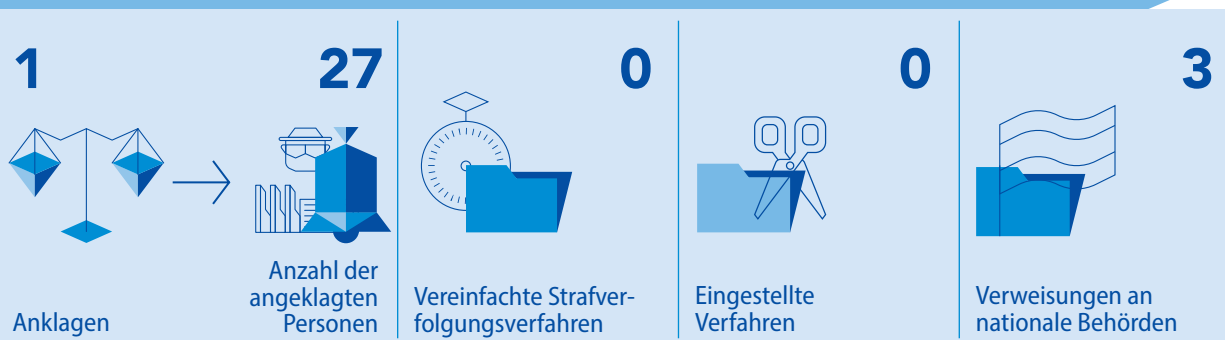 1
27
0
0
3
Anklagen
Anzahl der
angeklagten
Personen
Vereinfachte Strafver-
folgungsverfahren
Eingestellte
Verfahren
Verweisungen an
nationale Behörden